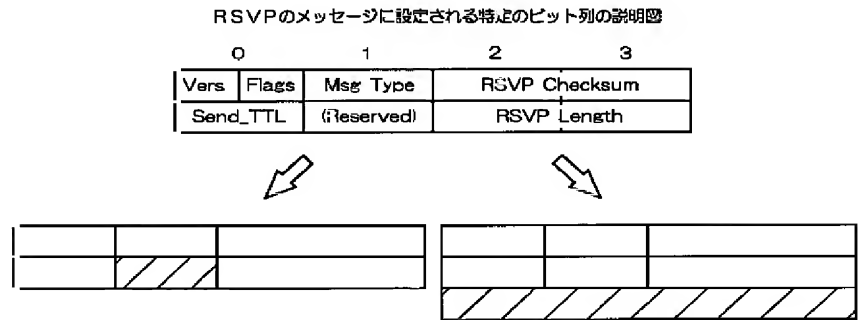 RSVPのメッセージに設定される特定のビット列の説明図
0 1 2 3
Vers Flags Msg Type RSVP Checksum
Send_TTL (Reserved) RSVP Length